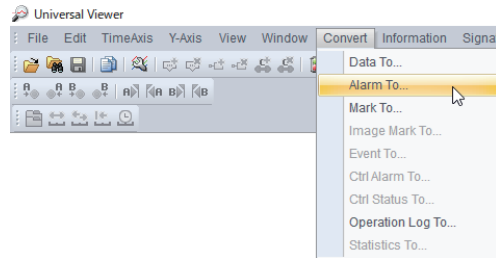 Universal Viewer
File Edit TimeAxis Y-Axis View Window Convert Information
Data To...
Alarm To...
Mark To...
Image Mark To...
Event To...
Ctrl Alarm To...
Ctrl Status To...
Operation Log To...
Statistics To...